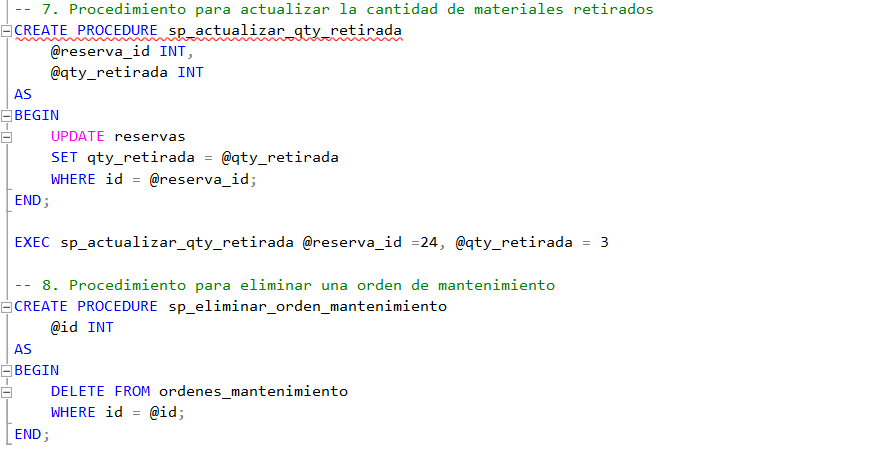 -- 7. Procedimiento para actualizar la cantidad de materiales retirados
CREATE PROCEDURE sp_actualizar_qty_retirada
    @reserva_id INT,
    @qty_retirada INT
AS
BEGIN
    UPDATE reservas
    SET qty_retirada = @qty_retirada
    WHERE id = @reserva_id;
END;

EXEC sp_actualizar_qty_retirada @reserva_id =24, @qty_retirada = 3

-- 8. Procedimiento para eliminar una orden de mantenimiento
CREATE PROCEDURE sp_eliminar_orden_mantenimiento
    @id INT
AS
BEGIN
    DELETE FROM ordenes_mantenimiento
    WHERE id = @id;
END;